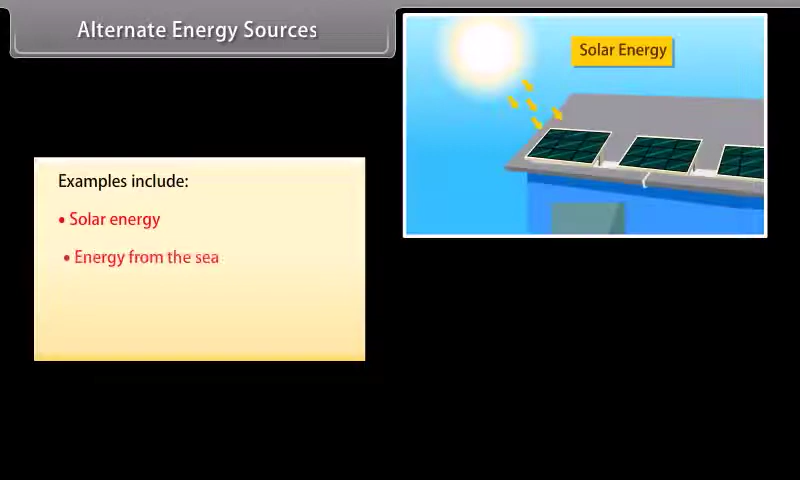 Alternate Energy Sources
Solar Energy
Examples include:
• Solar energy
• Energy from the sea